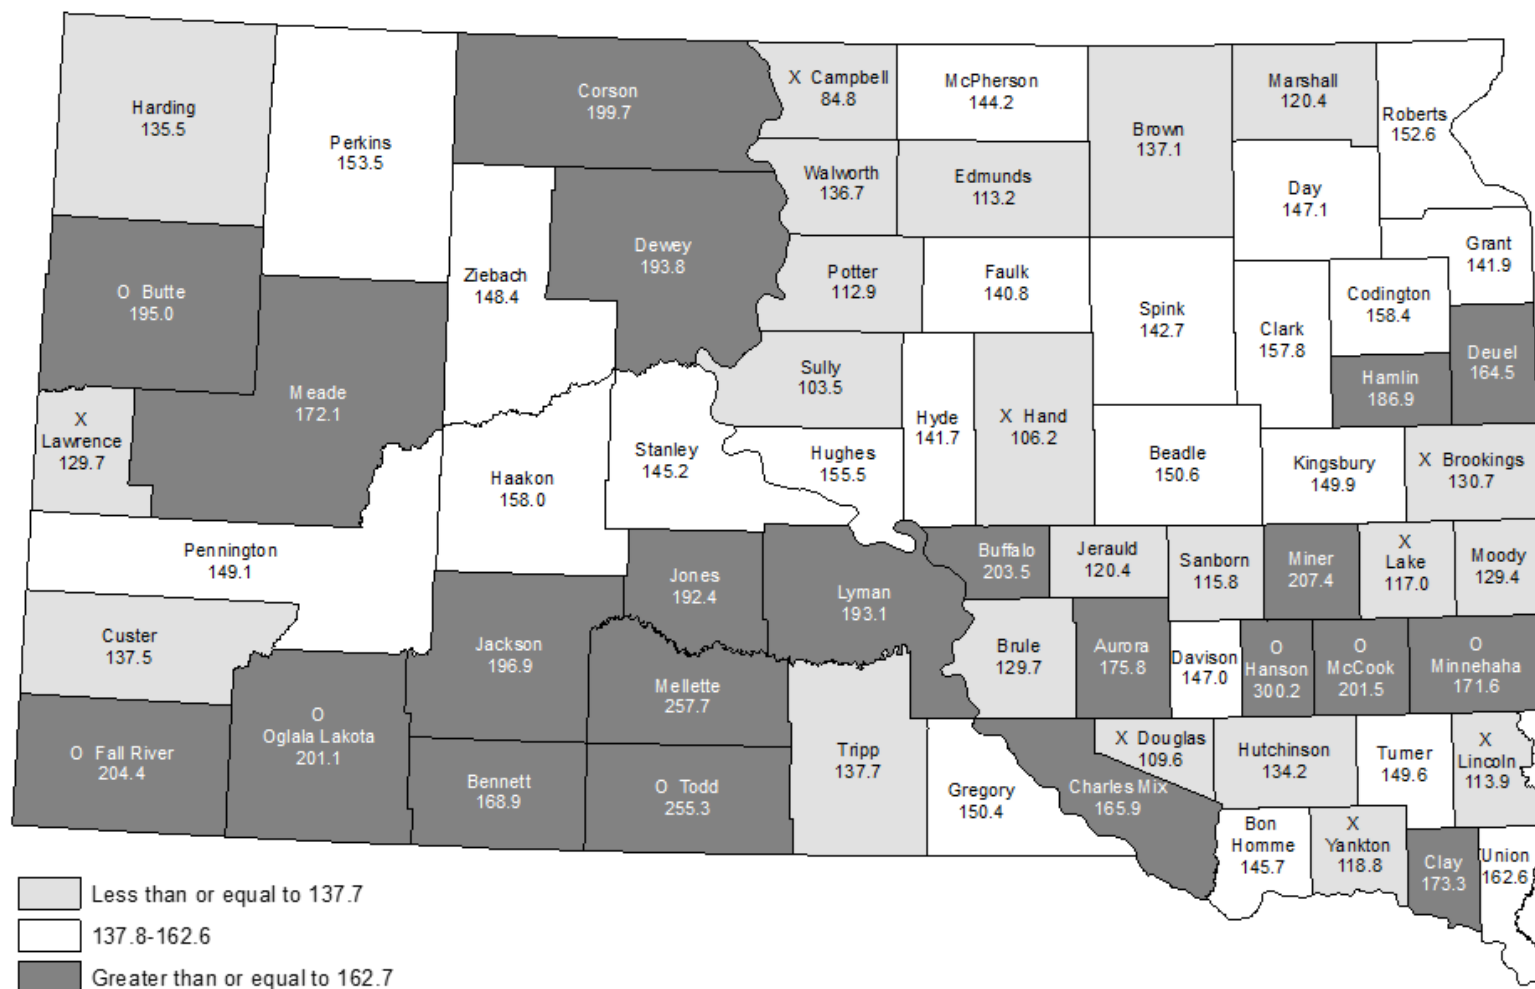 Harding
135.5
Perkins
153.5
Corson
199.7
X Campbell
84.8
McPherson
144.2
Brown
137.1
Marshall
120.4
Roberts
152.6
Walworth
136.7
Edmunds
113.2
Day
147.1
O Butte
195.0
Ziebach
148.4
Dewey
193.8
Potter
112.9
Faulk
140.8
Spink
142.7
Grant
141.9
Codington
158.4
Clark
157.8
Deuel
164.5
Hamlin
186.9
Meade
172.1
Sully
103.5
Hyde
141.7
X Hand
106.2
X
Lawrence
129.7
Haakon
158.0
Stanley
145.2
Hughes
155.5
Beadle
150.6
Kingsbury
149.9
X Brookings
130.7
Pennington
149.1
Jones
192.4
Lyman
193.1
Buffalo
203.5
Jerauld
120.4
Sanborn
115.8
Miner
207.4
X
Lake
117.0
Moody
129.4
Custer
137.5
Jackson
196.9
Mellette
257.7
Brule
129.7
Aurora
175.8
Davison
147.0
O
Hanson
300.2
O
McCook
201.5
O
Minnehaha
171.6
O Fall River
204.4
O
Oglala Lakota
201.1
Bennett
168.9
O Todd
255.3
Tripp
137.7
Gregory
150.4
Charles Mix
165.9
X Douglas
109.6
Hutchinson
134.2
Turner
149.6
X
Lincoln
113.9
Bon
Homme
145.7
X
Yankton
118.8
Clay
173.3
Union
162.6
Less than or equal to 137.7
137.8-162.6
Greater than or equal to 162.7